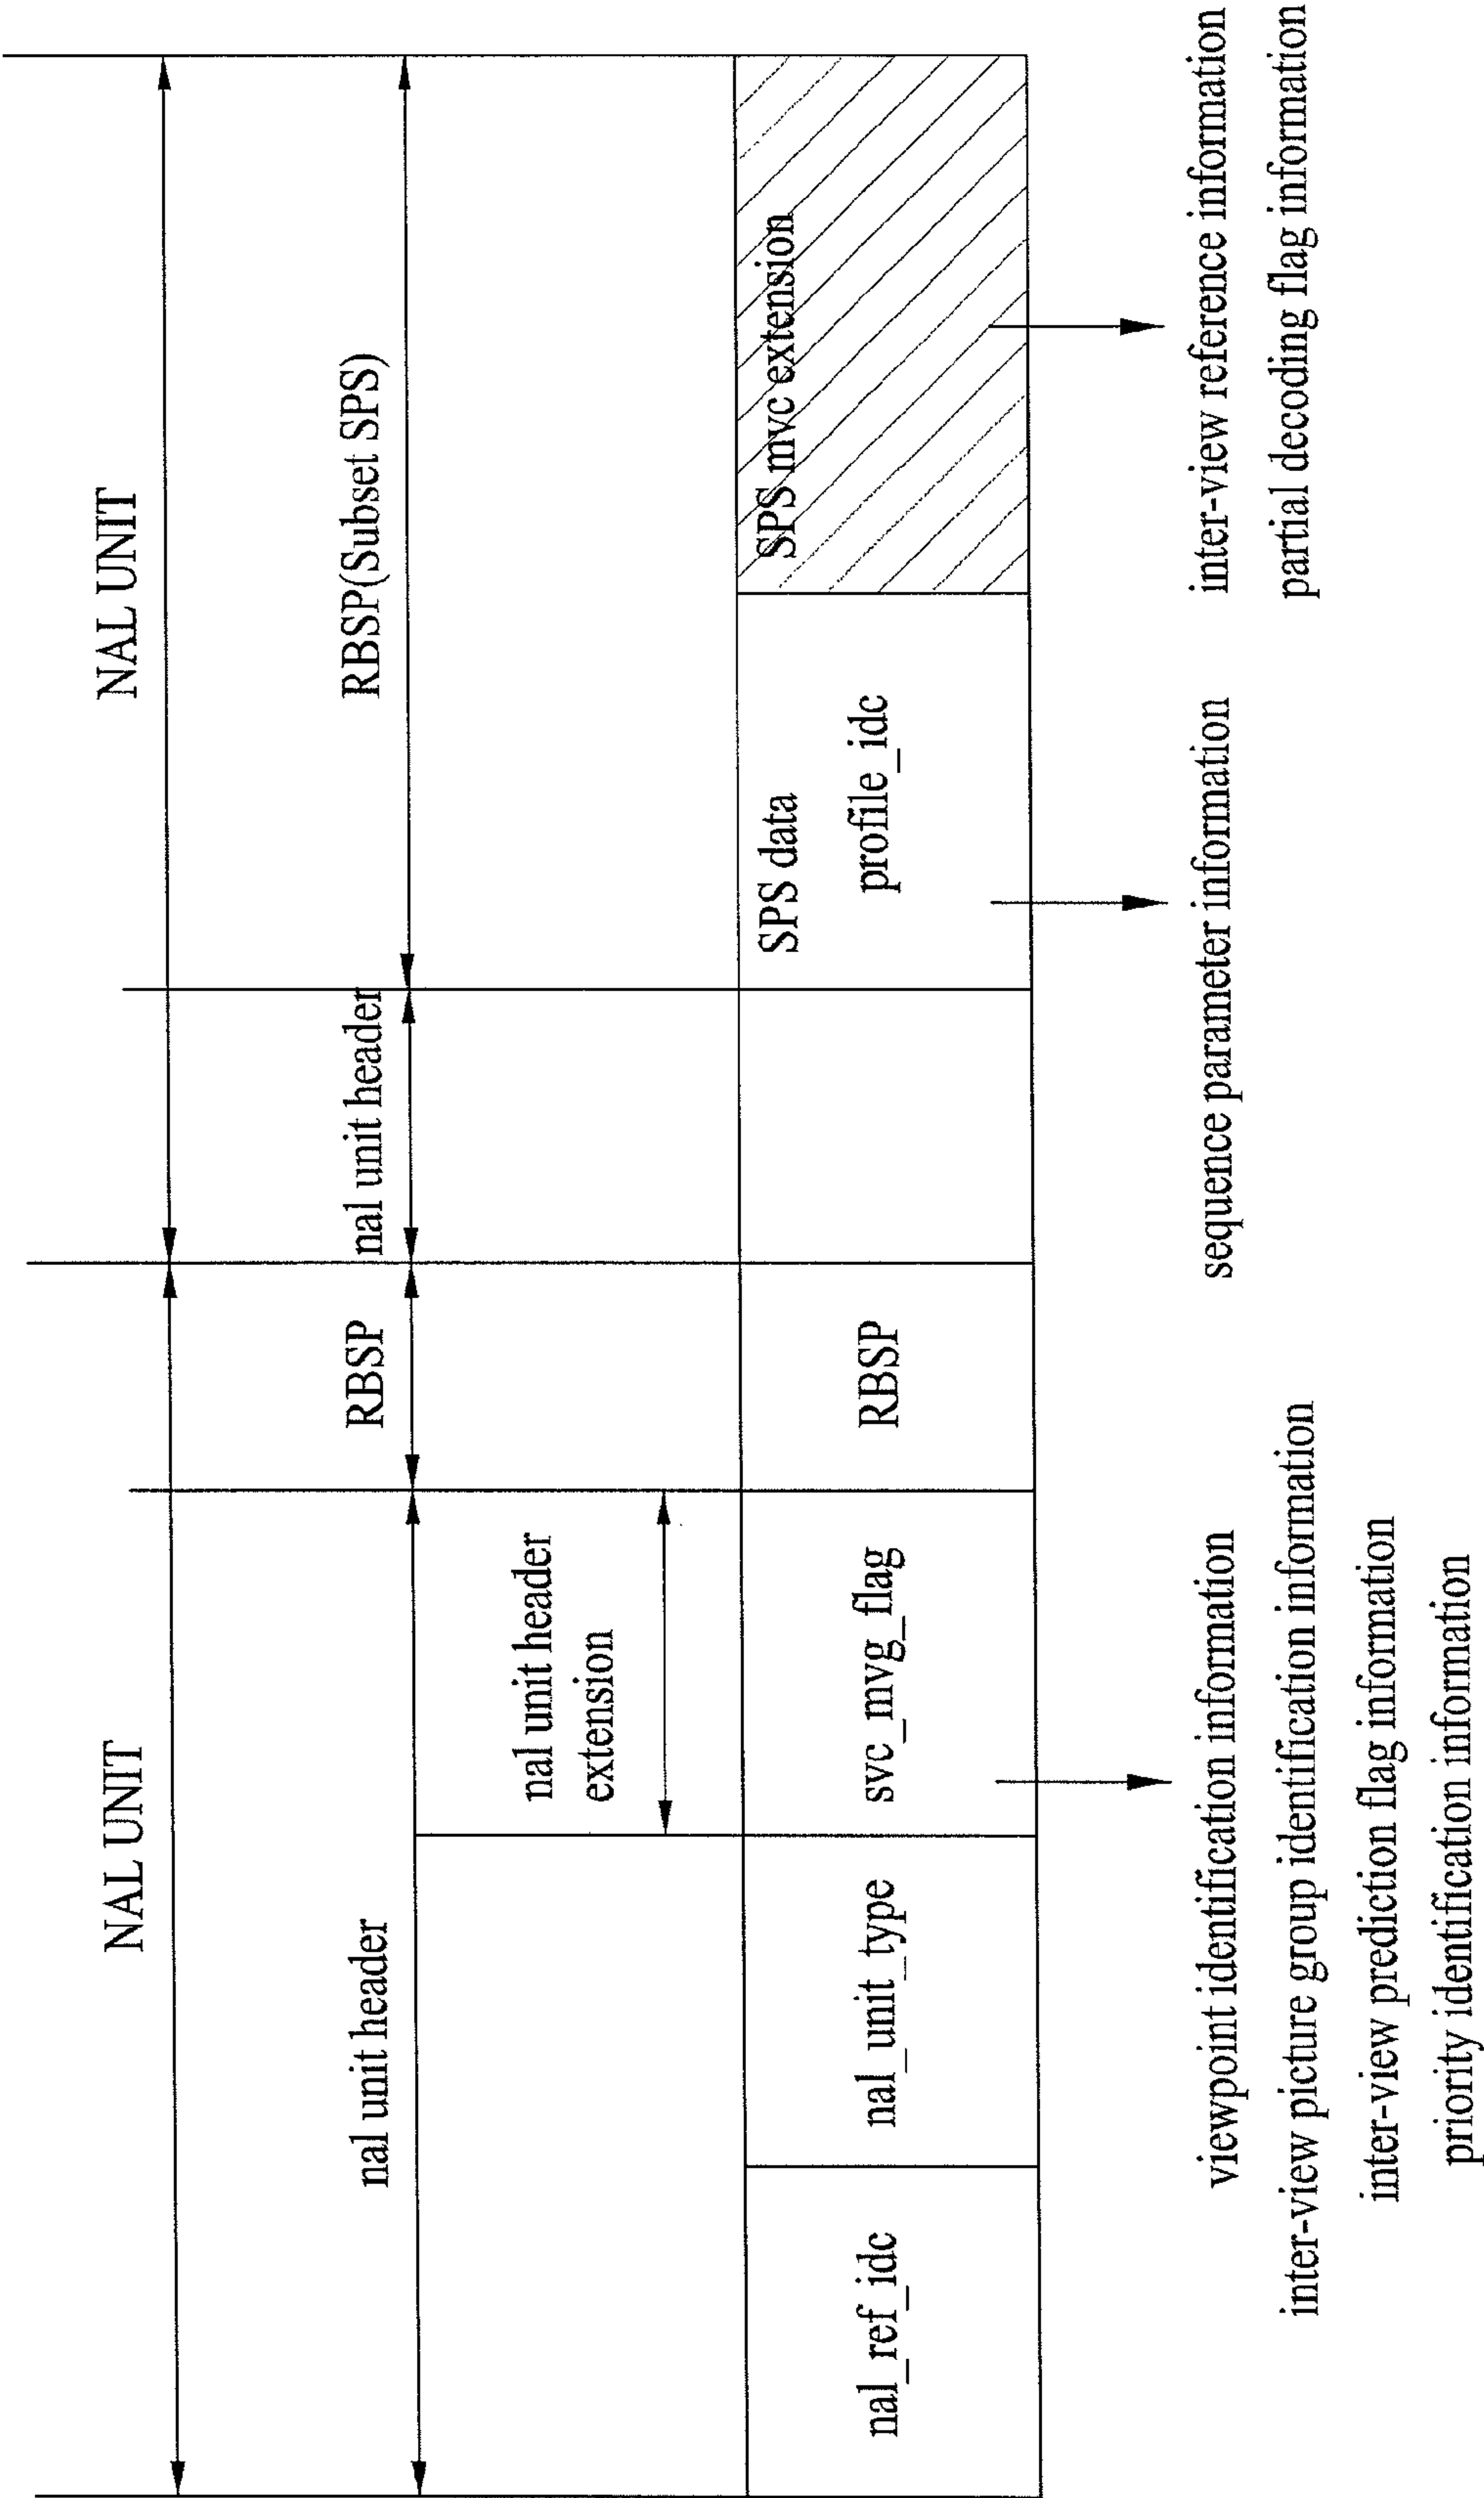 NAL UNIT
NAL UNIT
nal unit header
RBSP
nal unit header
RBSP(Subset SPS)
nal unit header
extension
nal_ref_idc
nal_unit_type
svc_mvg_flag
RBSP
SPS data
profile_idc
SPS mvc extension
viewpoint identification information
inter-view picture group identification information
inter-view prediction flag information
priority identification information
sequence parameter information
inter-view reference information
partial decoding flag information